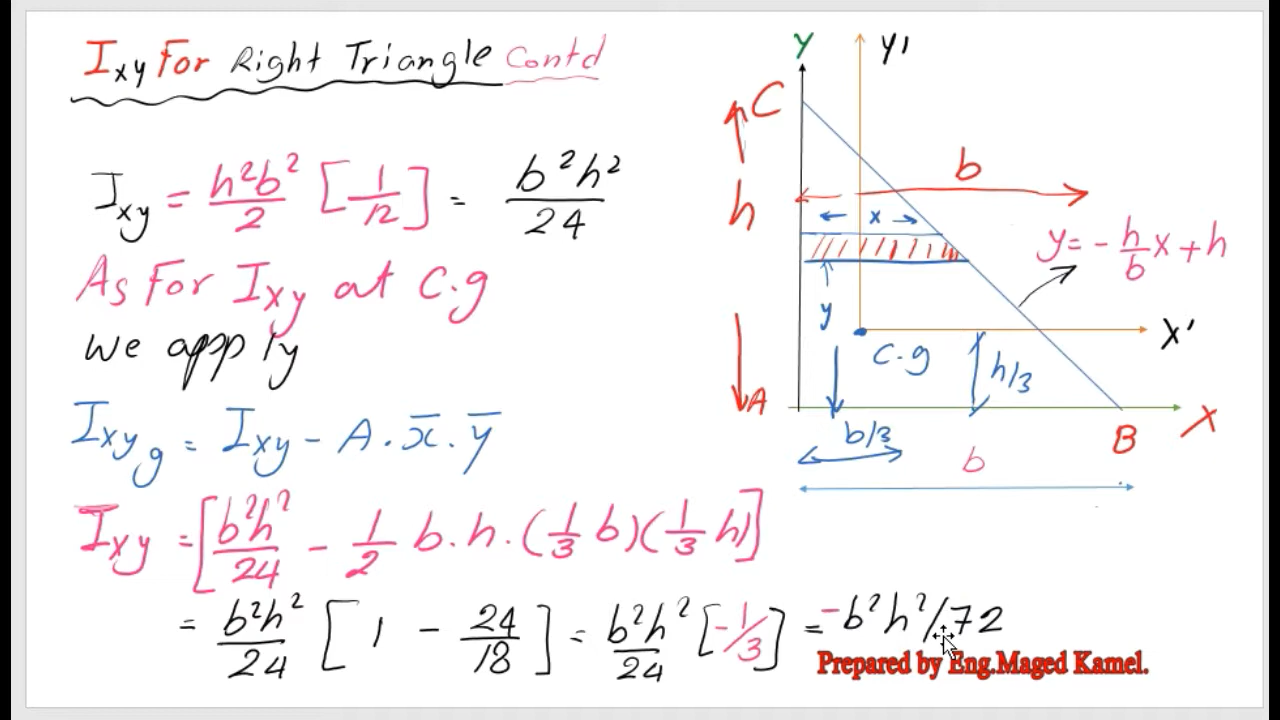 Ixy For Right Triangle Contd
Ixy = h²b²/2 [1/12] = b²h²/24
As For Ixy at C.g
we apply
Ixyg = Ixy - A . x̄ . ȳ
Ixy = [b²h²/24 - 1/2 b.h.(1/3 b)(1/3 h)]
= b²h²/24 [1 - 24/18] = b²h²/24 [-1/3] = -b²h²/72
Y
y'
C
b
h
x
y = -h/b x + h
y
X'
C.g
h/3
A
X
b/3
b
B
Prepared by Eng.Maged Kamel.